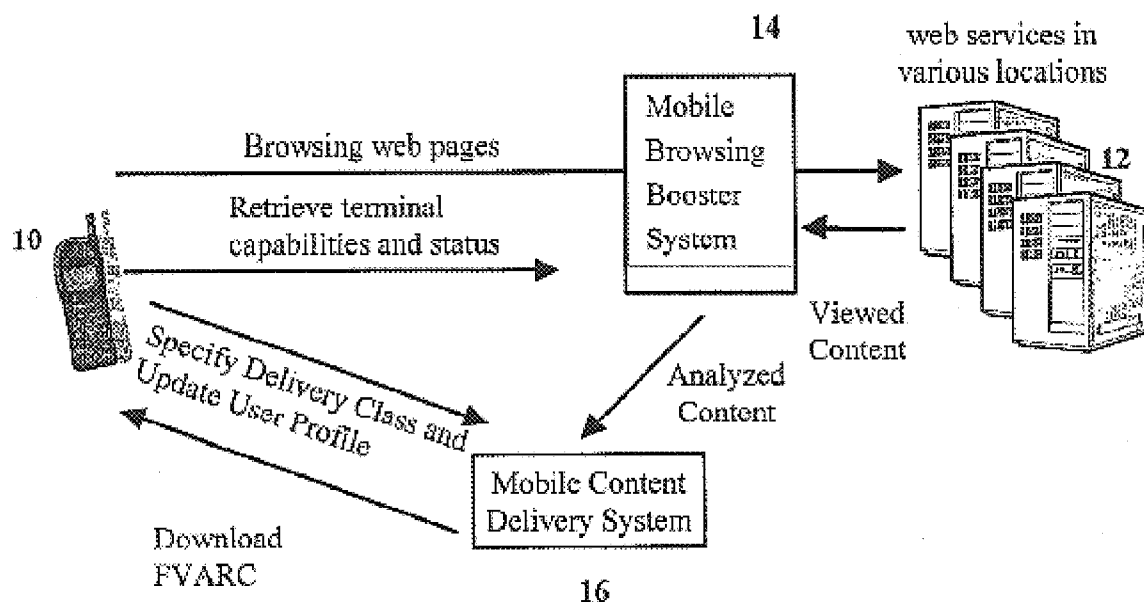 14
web services in
various locations
Mobile
Browsing
Booster
System
12
Browsing web pages
Retrieve terminal
capabilities and status
10
Viewed
Content
Specify Delivery Class and
Update User Profile
Analyzed
Content
Mobile Content
Delivery System
Download
FVARC
16